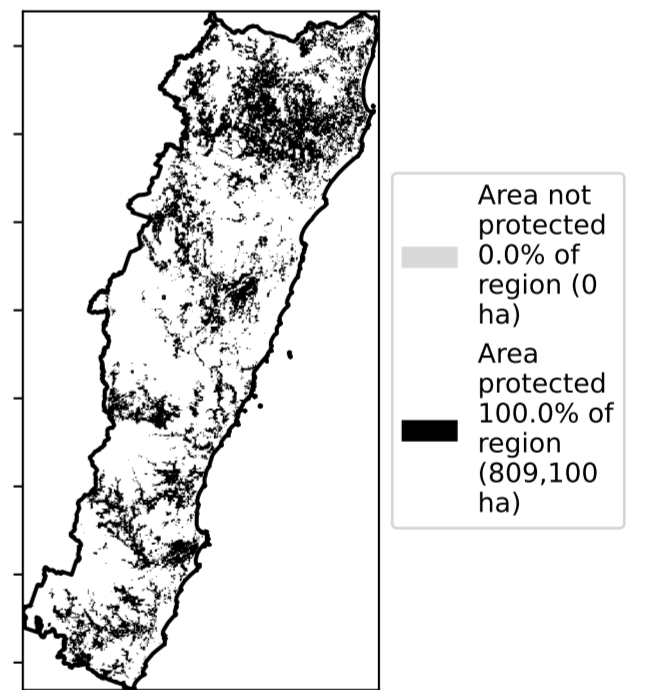 Area not
protected
0.0% of
region (0
ha)
Area
protected
100.0% of
region
(809,100
ha)